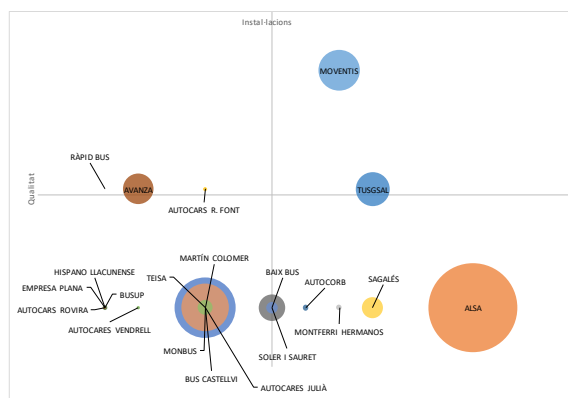 Instal·lacions
MOVENTIS
RÀPID BUS
Qualitat
AVANZA
TUSGSAL
AUTOCARS R. FONT
MARTÍN COLOMER
HISPANO LLACUNENSE
TEISA
BAIX BUS
SAGALÉS
EMPRESA PLANA
BUSUP
AUTOCORB
AUTOCARS ROVIRA
ALSA
AUTOCARES VENDRELL
MONTFERRI HERMANOS
MONBUS
SOLER I SAURET
BUS CASTELLVI
AUTOCARES JULIÀ